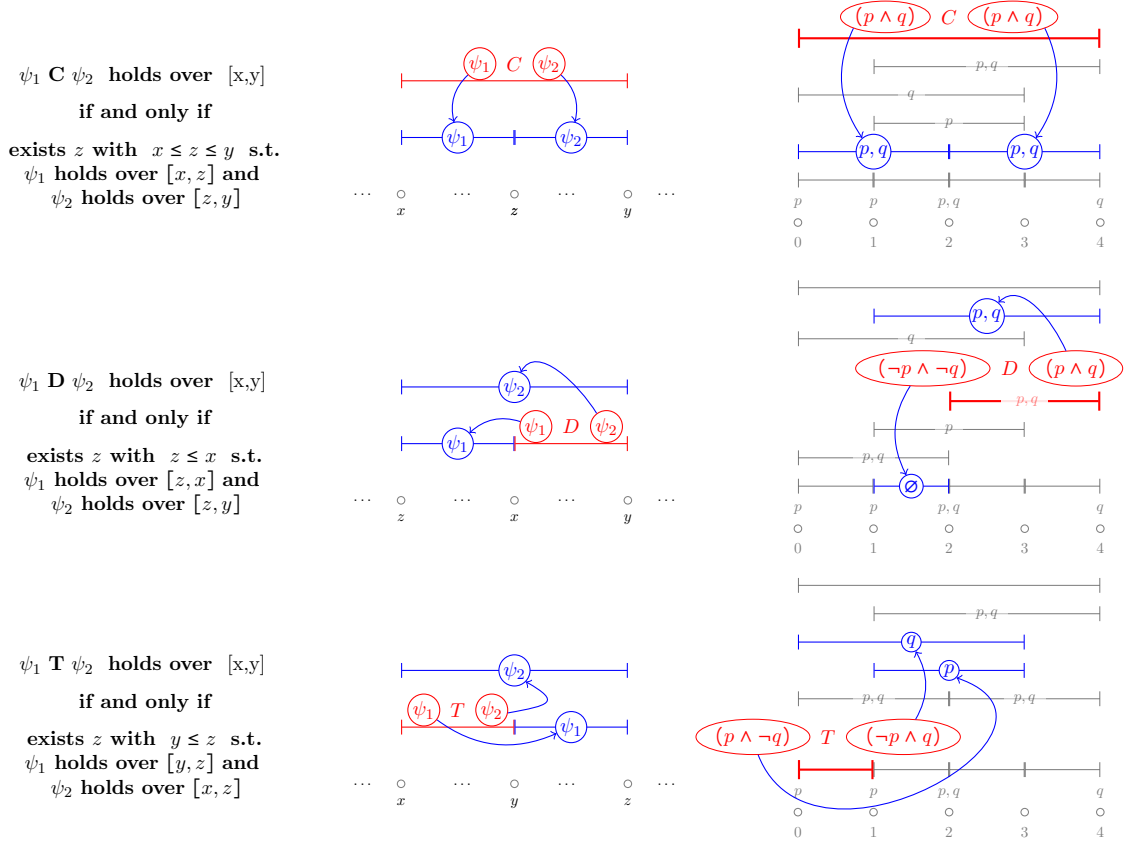 ψ₁ C ψ₂ holds over [x,y]
if and only if
exists z with x ≤ z ≤ y s.t.
ψ₁ holds over [x, z] and
ψ₂ holds over [z, y]
ψ₁ C ψ₂
ψ₁ ψ₂
··· ··· ··· ···
x z y
(p ∧ q) C (p ∧ q)
p, q
q
p
p, q p, q
p p p, q q
0 1 2 3 4
ψ₁ D ψ₂ holds over [x,y]
if and only if
exists z with z ≤ x s.t.
ψ₁ holds over [z, x] and
ψ₂ holds over [z, y]
ψ₂
ψ₁ ψ₁ D ψ₂
··· ··· ··· ···
z x y
p, q
q
(¬p ∧ ¬q) D (p ∧ q)
p, q
p
p, q
∅
p p p, q q
0 1 2 3 4
ψ₁ T ψ₂ holds over [x,y]
if and only if
exists z with y ≤ z s.t.
ψ₁ holds over [y, z] and
ψ₂ holds over [x, z]
ψ₂
ψ₁ T ψ₂ ψ₁
··· ··· ··· ···
x y z
p, q
q
p
p, q p, q
(p ∧ ¬q) T (¬p ∧ q)
p p p, q q
0 1 2 3 4